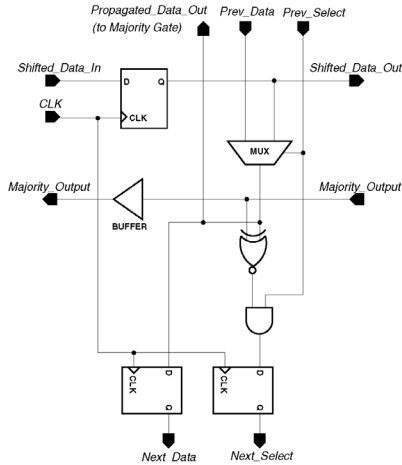 Propagated_Data_Out Prev_Data Prev_Select
(to Majority Gate)
Shifted_Data_In Shifted_Data_Out
D Q
CLK
CLK
MUX
Majority_Output Majority_Output
BUFFER
CLK D CLK D
Q Q
Next_Data Next_Select